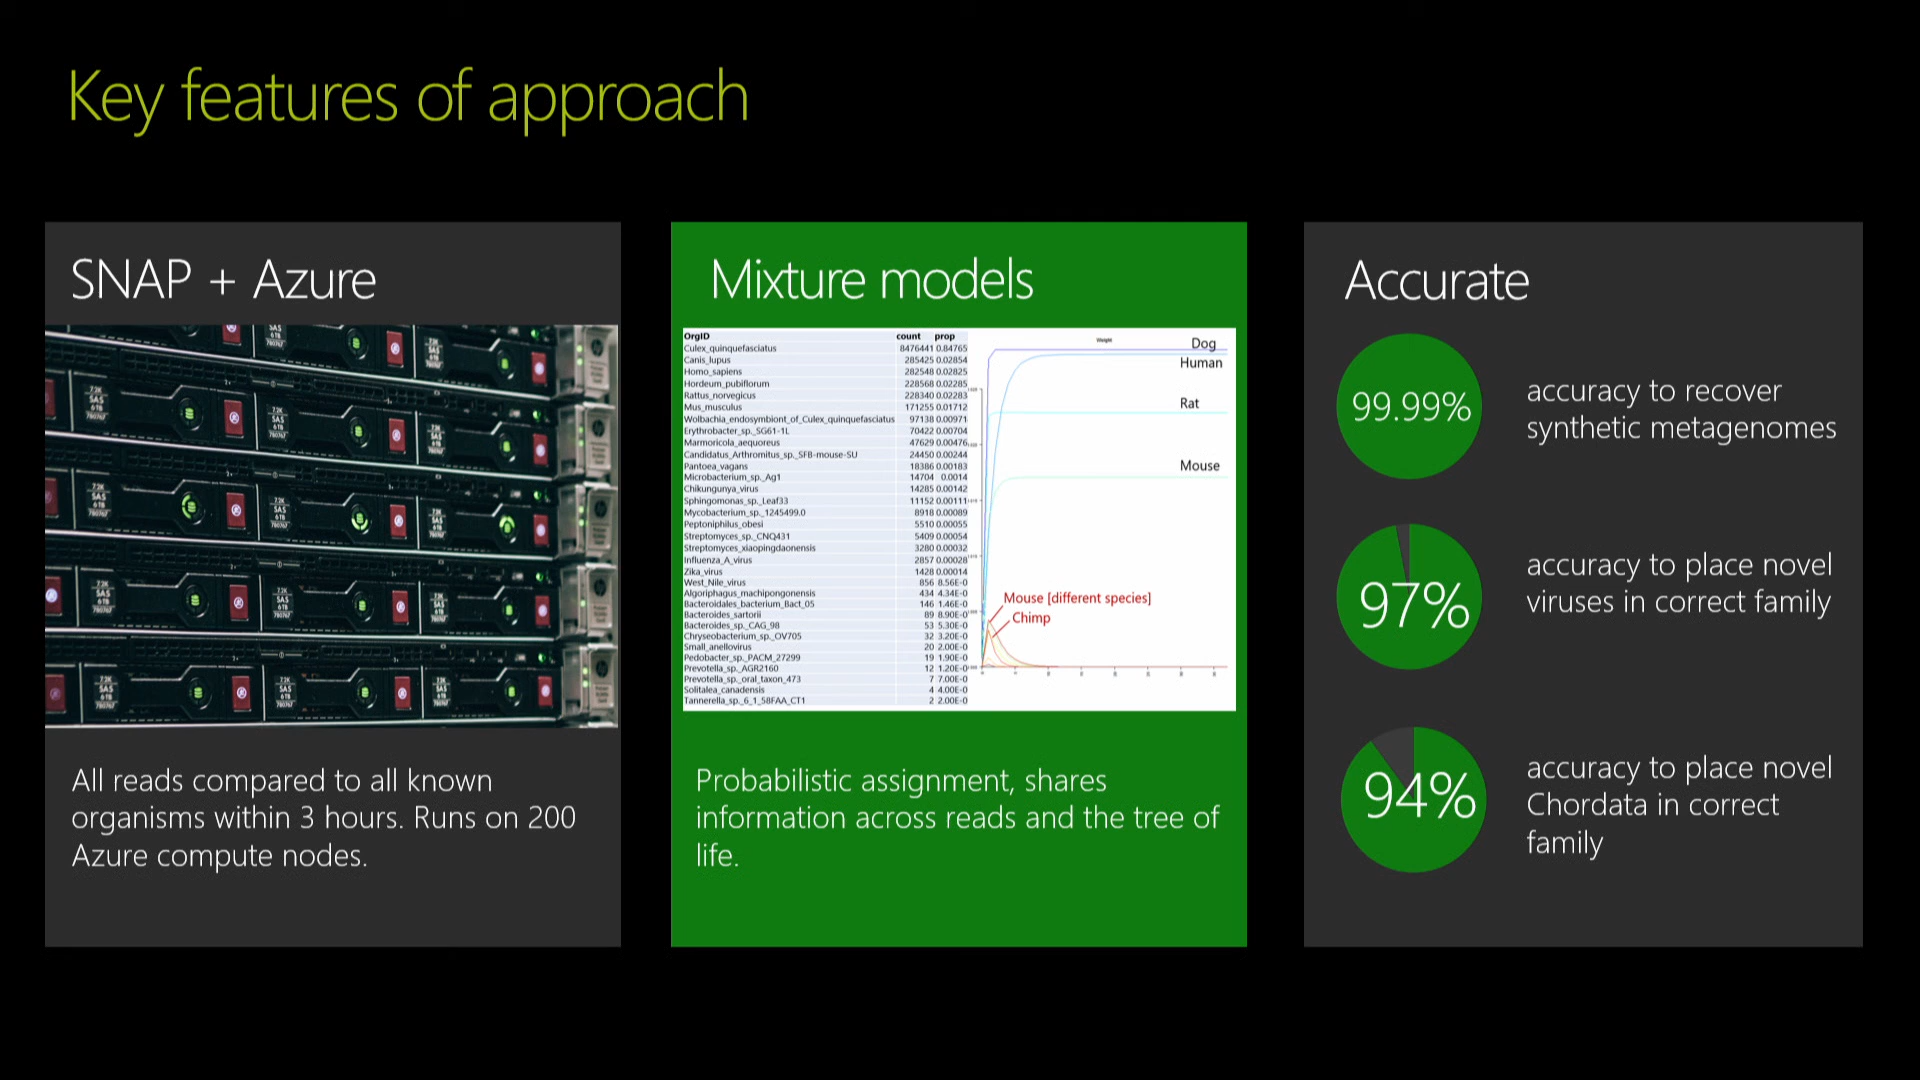 Key features of approach
SNAP + Azure
All reads compared to all known
organisms within 3 hours. Runs on 200
Azure compute nodes.
Mixture models
OrgID count prop
Culex_quinquefasciatus 8476441 0.84765
Canis_lupus 285425 0.02854
Homo_sapiens 282548 0.02825
Hordeum_pubiflorum 228568 0.02285
Rattus_norvegicus 228340 0.02283
Mus_musculus 171255 0.01712
Wolbachia_endosymbiont_of_Culex_quinquefasciatus 97138 0.00971
Erythrobacter_sp._SG61-1L 70422 0.00704
Marmoricola_aequoreus 47629 0.00476
Candidatus_Arthromitus_sp._SFB-mouse-SU 24450 0.00244
Pantoea_vagans 18386 0.00183
Microbacterium_sp._Ag1 14704 0.0014
Chikungunya_virus 14285 0.00142
Sphingomonas_sp._Leaf33 11152 0.00111
Mycobacterium_sp._1245499.0 8918 0.00089
Peptoniphilus_obesi 5510 0.00055
Streptomyces_sp._CNQ431 5409 0.00054
Streptomyces_xiaopingdaonensis 3280 0.00032
Influenza_A_virus 2857 0.00028
Zika_virus 1428 0.00014
West_Nile_virus 856 8.56E-0
Algoriphagus_machipongonensis 434 4.34E-0
Bacteroidales_bacterium_Bact_05 146 1.46E-0
Bacteroides_sartorii 89 8.90E-0
Bacteroides_sp._CAG_98 53 5.30E-0
Chryseobacterium_sp._OV705 32 3.20E-0
Small_anellovirus 20 2.00E-0
Pedobacter_sp._PACM_27299 19 1.90E-0
Prevotella_sp._AGR2160 12 1.20E-0
Prevotella_sp._oral_taxon_473 7 7.00E-0
Solitalea_canadensis 4 4.00E-0
Tannerella_sp._6_1_58FAA_CT1 2 2.00E-0
Weight
Dog
Human
Rat
Mouse
Mouse [different species]
Chimp
Probabilistic assignment, shares
information across reads and the tree of
life.
Accurate
99.99%
accuracy to recover
synthetic metagenomes
97%
accuracy to place novel
viruses in correct family
94%
accuracy to place novel
Chordata in correct
family